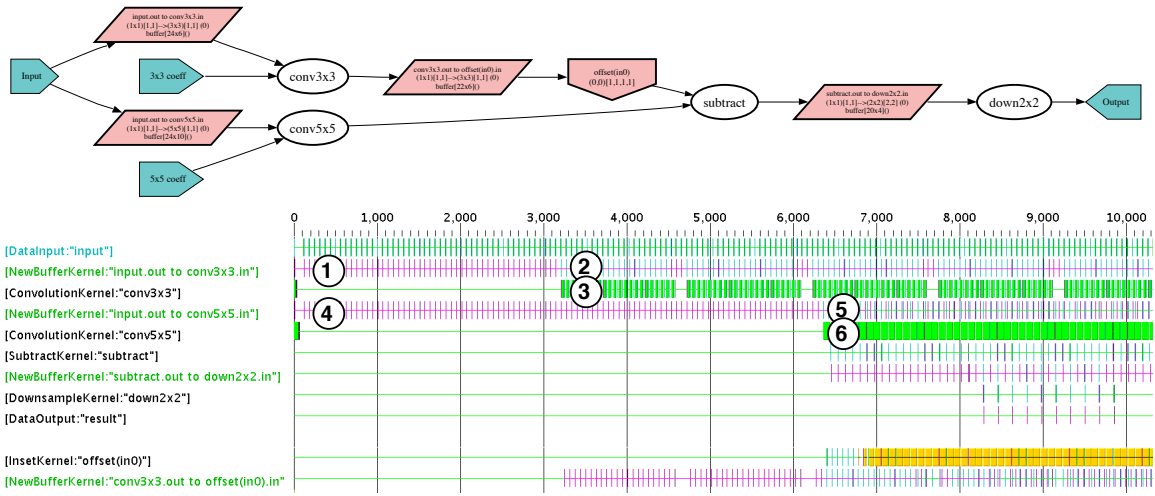 input.out to conv3x3.in
(1x1)[1,1]-->(3x3)[1,1] (0)
buffer[24x6]()
Input
3x3 coeff
conv3x3
conv3x3.out to offset(in0).in
(1x1)[1,1]-->(3x3)[1,1] (0)
buffer[22x6]()
offset(in0)
(0,0)[1,1,1,1]
subtract
subtract.out to down2x2.in
(1x1)[1,1]-->(2x2)[2,2] (0)
buffer[20x4]()
down2x2
Output
input.out to conv5x5.in
(1x1)[1,1]-->(5x5)[1,1] (0)
buffer[24x10]()
conv5x5
5x5 coeff
0 1,000 2,000 3,000 4,000 5,000 6,000 7,000 8,000 9,000 10,000
[DataInput:"input"]
[NewBufferKernel:"input.out to conv3x3.in"]
1 2
[ConvolutionKernel:"conv3x3"]
3
[NewBufferKernel:"input.out to conv5x5.in"]
4 5
[ConvolutionKernel:"conv5x5"]
6
[SubtractKernel:"subtract"]
[NewBufferKernel:"subtract.out to down2x2.in"]
[DownsampleKernel:"down2x2"]
[DataOutput:"result"]
[InsetKernel:"offset(in0)"]
[NewBufferKernel:"conv3x3.out to offset(in0).in"